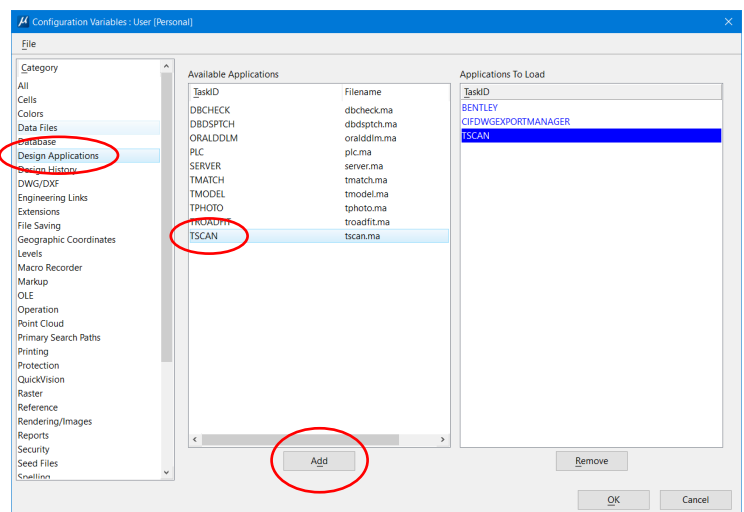 Configuration Variables : User [Personal]
File
Category
All
Cells
Colors
Data Files
Database
Design Applications
Design History
DWG/DXF
Engineering Links
Extensions
File Saving
Geographic Coordinates
Levels
Macro Recorder
Markup
OLE
Operation
Point Cloud
Primary Search Paths
Printing
Protection
QuickVision
Raster
Reference
Rendering/Images
Reports
Security
Seed Files
Spelling
Available Applications
TaskID Filename
DBCHECK dbcheck.ma
DBDSPTCH dbdsptch.ma
ORALDDLM oralddlm.ma
PLC plc.ma
SERVER server.ma
TMATCH tmatch.ma
TMODEL tmodel.ma
TPHOTO tphoto.ma
TROADFIT troadfit.ma
TSCAN tscan.ma
Add
Applications To Load
TaskID
BENTLEY
CIFDWGEXPORTMANAGER
TSCAN
Remove
OK Cancel